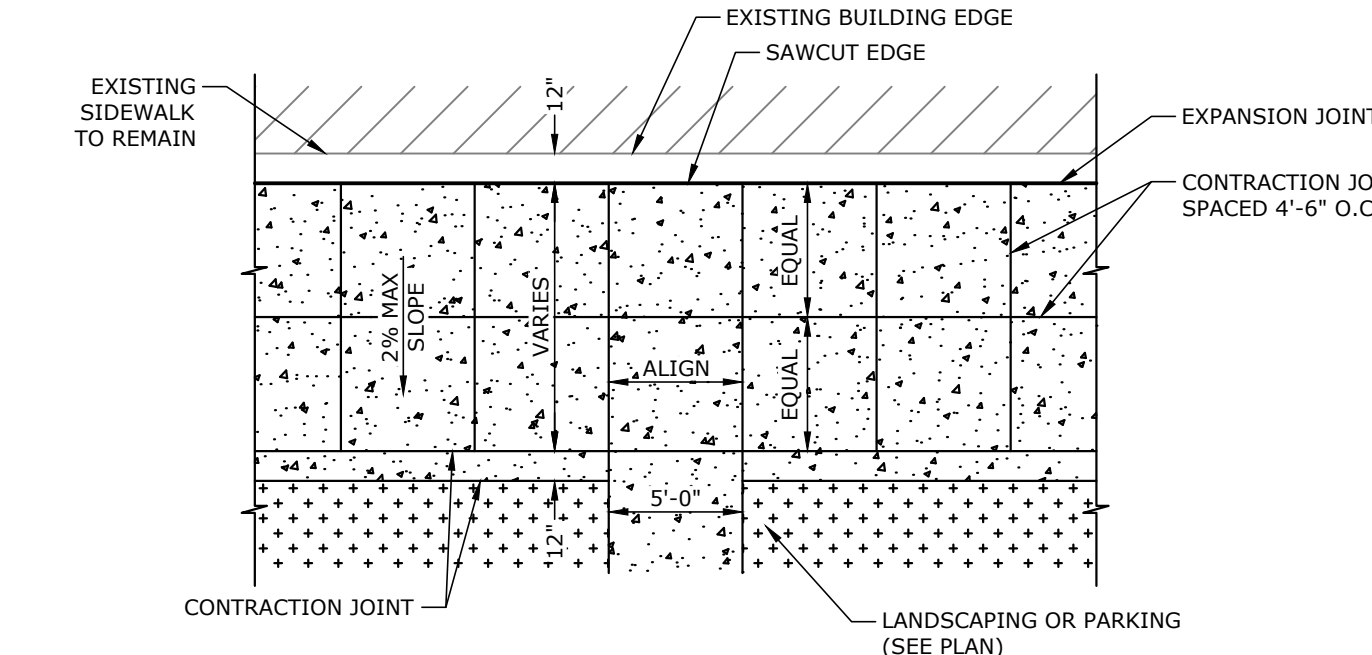 EXISTING BUILDING EDGE
SAWCUT EDGE
EXISTING
SIDEWALK
TO REMAIN
12"
EXPANSION JOINT
CONTRACTION JO
SPACED 4'-6" O.C
2% MAX
SLOPE
VARIES
EQUAL
EQUAL
ALIGN
5'-0"
12"
CONTRACTION JOINT
LANDSCAPING OR PARKING
(SEE PLAN)